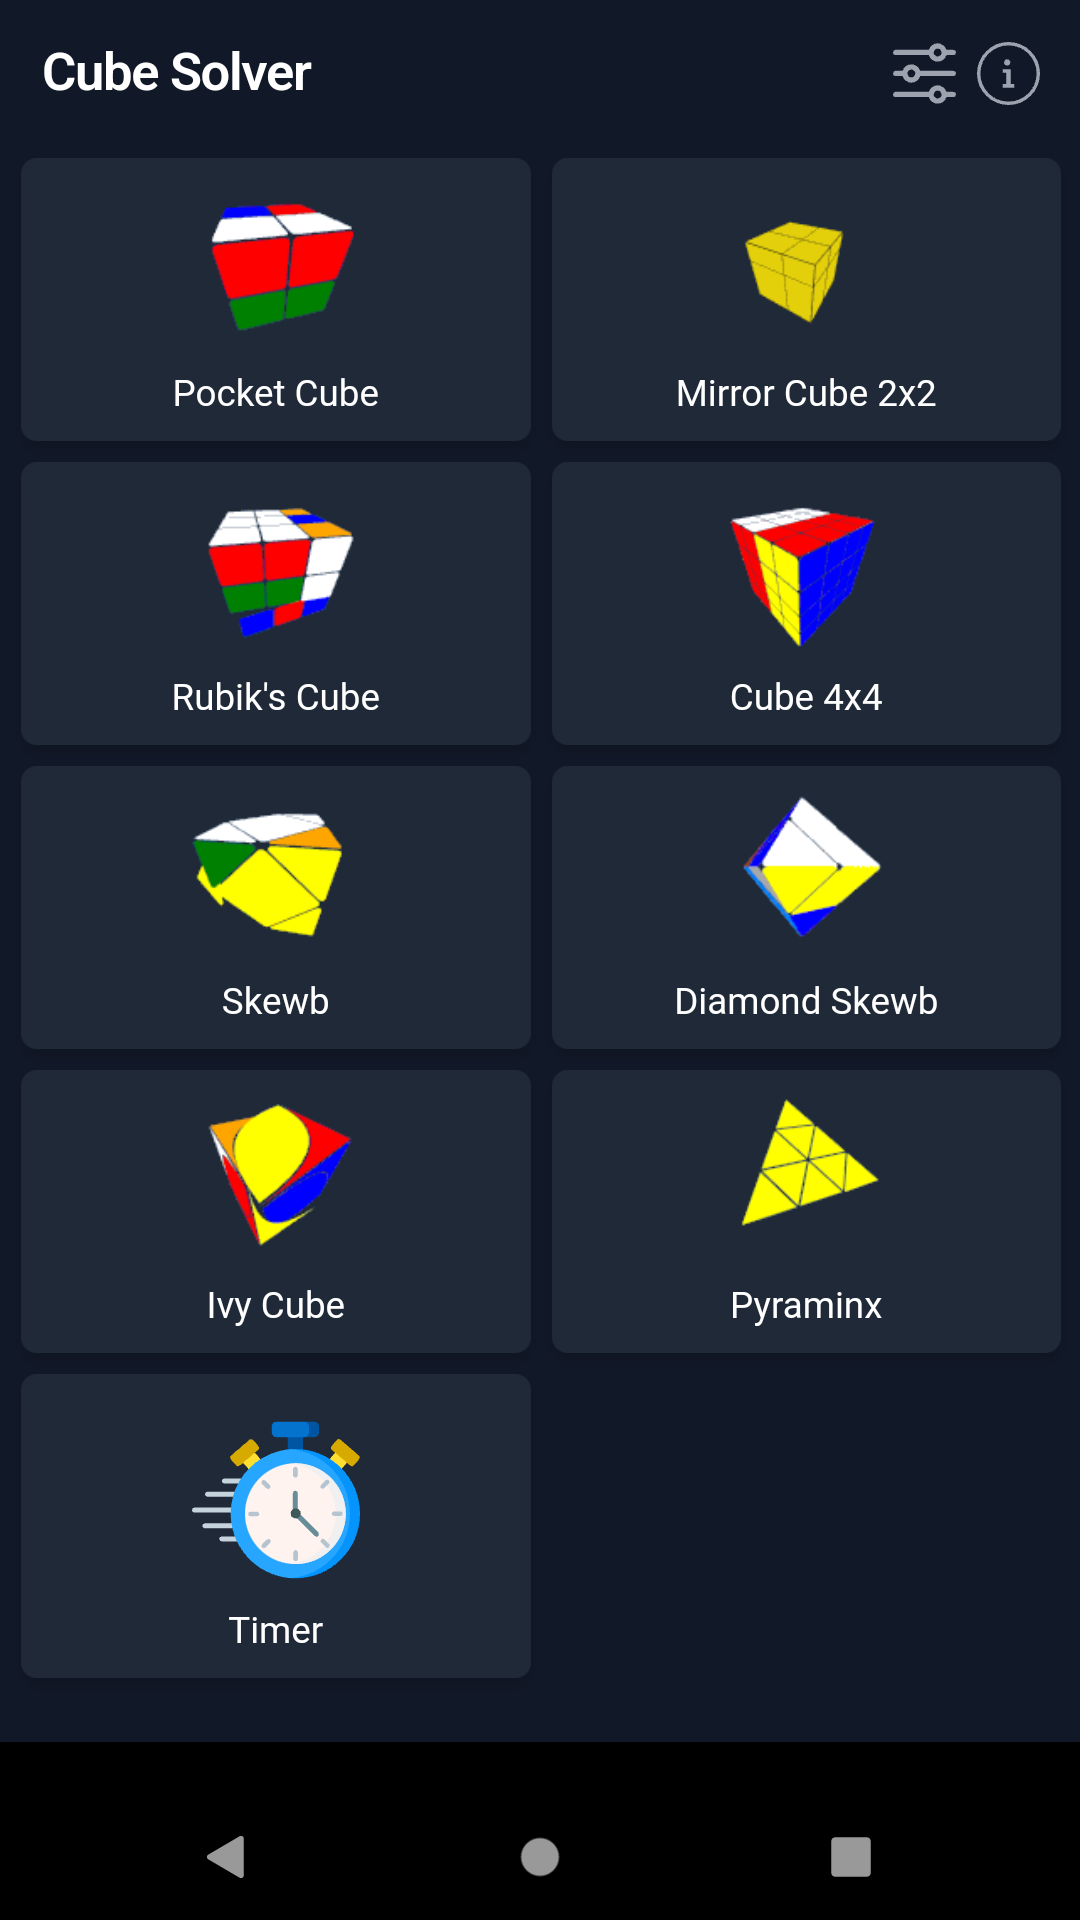 Cube Solver
Pocket Cube
Mirror Cube 2x2
Rubik's Cube
Cube 4x4
Skewb
Diamond Skewb
Ivy Cube
Pyraminx
Timer